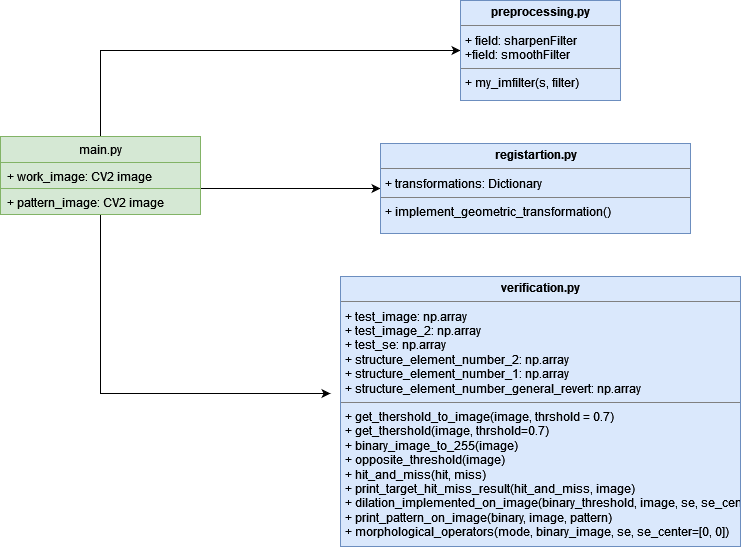 preprocessing.py
+ field: sharpenFilter
+field: smoothFilter
+ my_imfilter(s, filter)
main.py
+ work_image: CV2 image
+ pattern_image: CV2 image
registartion.py
+ transformations: Dictionary
+ implement_geometric_transformation()
verification.py
+ test_image: np.array
+ test_image_2: np.array
+ test_se: np.array
+ structure_element_number_2: np.array
+ structure_element_number_1: np.array
+ structure_element_number_general_revert: np.array
+ get_thershold_to_image(image, thrshold = 0.7)
+ get_thershold(image, thrshold=0.7)
+ binary_image_to_255(image)
+ opposite_threshold(image)
+ hit_and_miss(hit, miss)
+ print_target_hit_miss_result(hit_and_miss, image)
+ dilation_implemented_on_image(binary_threshold, image, se, se_cen
+ print_pattern_on_image(binary, image, pattern)
+ morphological_operators(mode, binary_image, se, se_center=[0, 0])